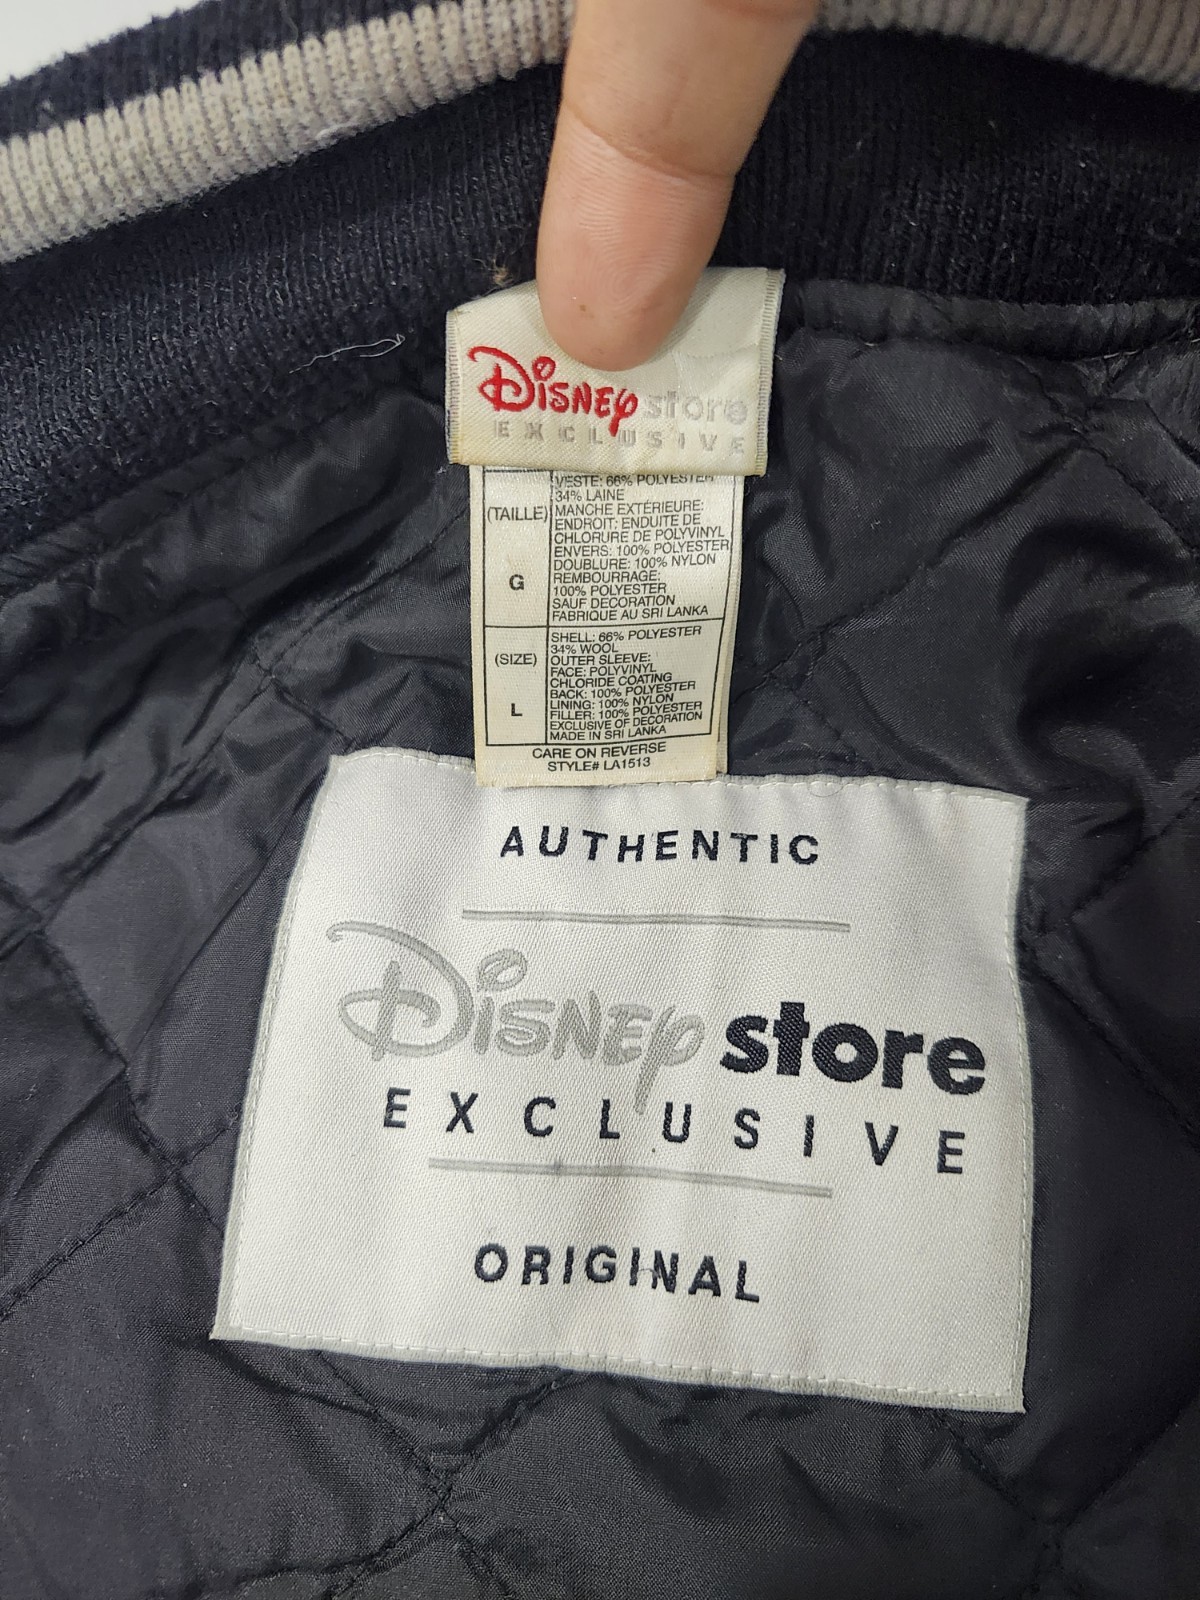 Disney store
EXCLUSIVE
(TAILLE)
G
VESTE: 66% POLYESTER
34% LAINE
MANCHE EXTÉRIEURE:
ENDROIT: ENDUITE DE
CHLORURE DE POLYVINYL
ENVERS: 100% POLYESTER
DOUBLURE: 100% NYLON
REMBOURRAGE:
100% POLYESTER
SAUF DECORATION
FABRIQUE AU SRI LANKA
(SIZE)
L
SHELL: 66% POLYESTER
34% WOOL
OUTER SLEEVE:
FACE: POLYVINYL
CHLORIDE COATING
BACK: 100% POLYESTER
LINING: 100% NYLON
FILLER: 100% POLYESTER
EXCLUSIVE OF DECORATION
MADE IN SRI LANKA
CARE ON REVERSE
STYLE# LA1513
AUTHENTIC
Disney store
EXCLUSIVE
ORIGINAL